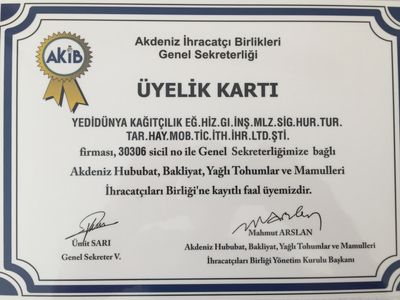 AKİB
Akdeniz İhracatçı Birlikleri
Genel Sekreterliği
ÜYELİK KARTI
YEDİDÜNYA KAĞITÇILIK EĞ.HİZ.GI.İNŞ.MLZ.SİG.HUR.TUR.
TAR.HAY.MOB.TİC.İTH.İHR.LTD.ŞTİ.
firması, 30306 sicil no ile Genel Sekreterliğimize bağlı
Akdeniz Hububat, Bakliyat, Yağlı Tohumlar ve Mamulleri
İhracatçıları Birliği'ne kayıtlı faal üyemizdir.
Ümit SARI
Genel Sekreter V.
Mahmut ARSLAN
Akdeniz Hububat, Bakliyat, Yağlı Tohumlar ve Mamulleri
İhracatçıları Birliği Yönetim Kurulu Başkanı